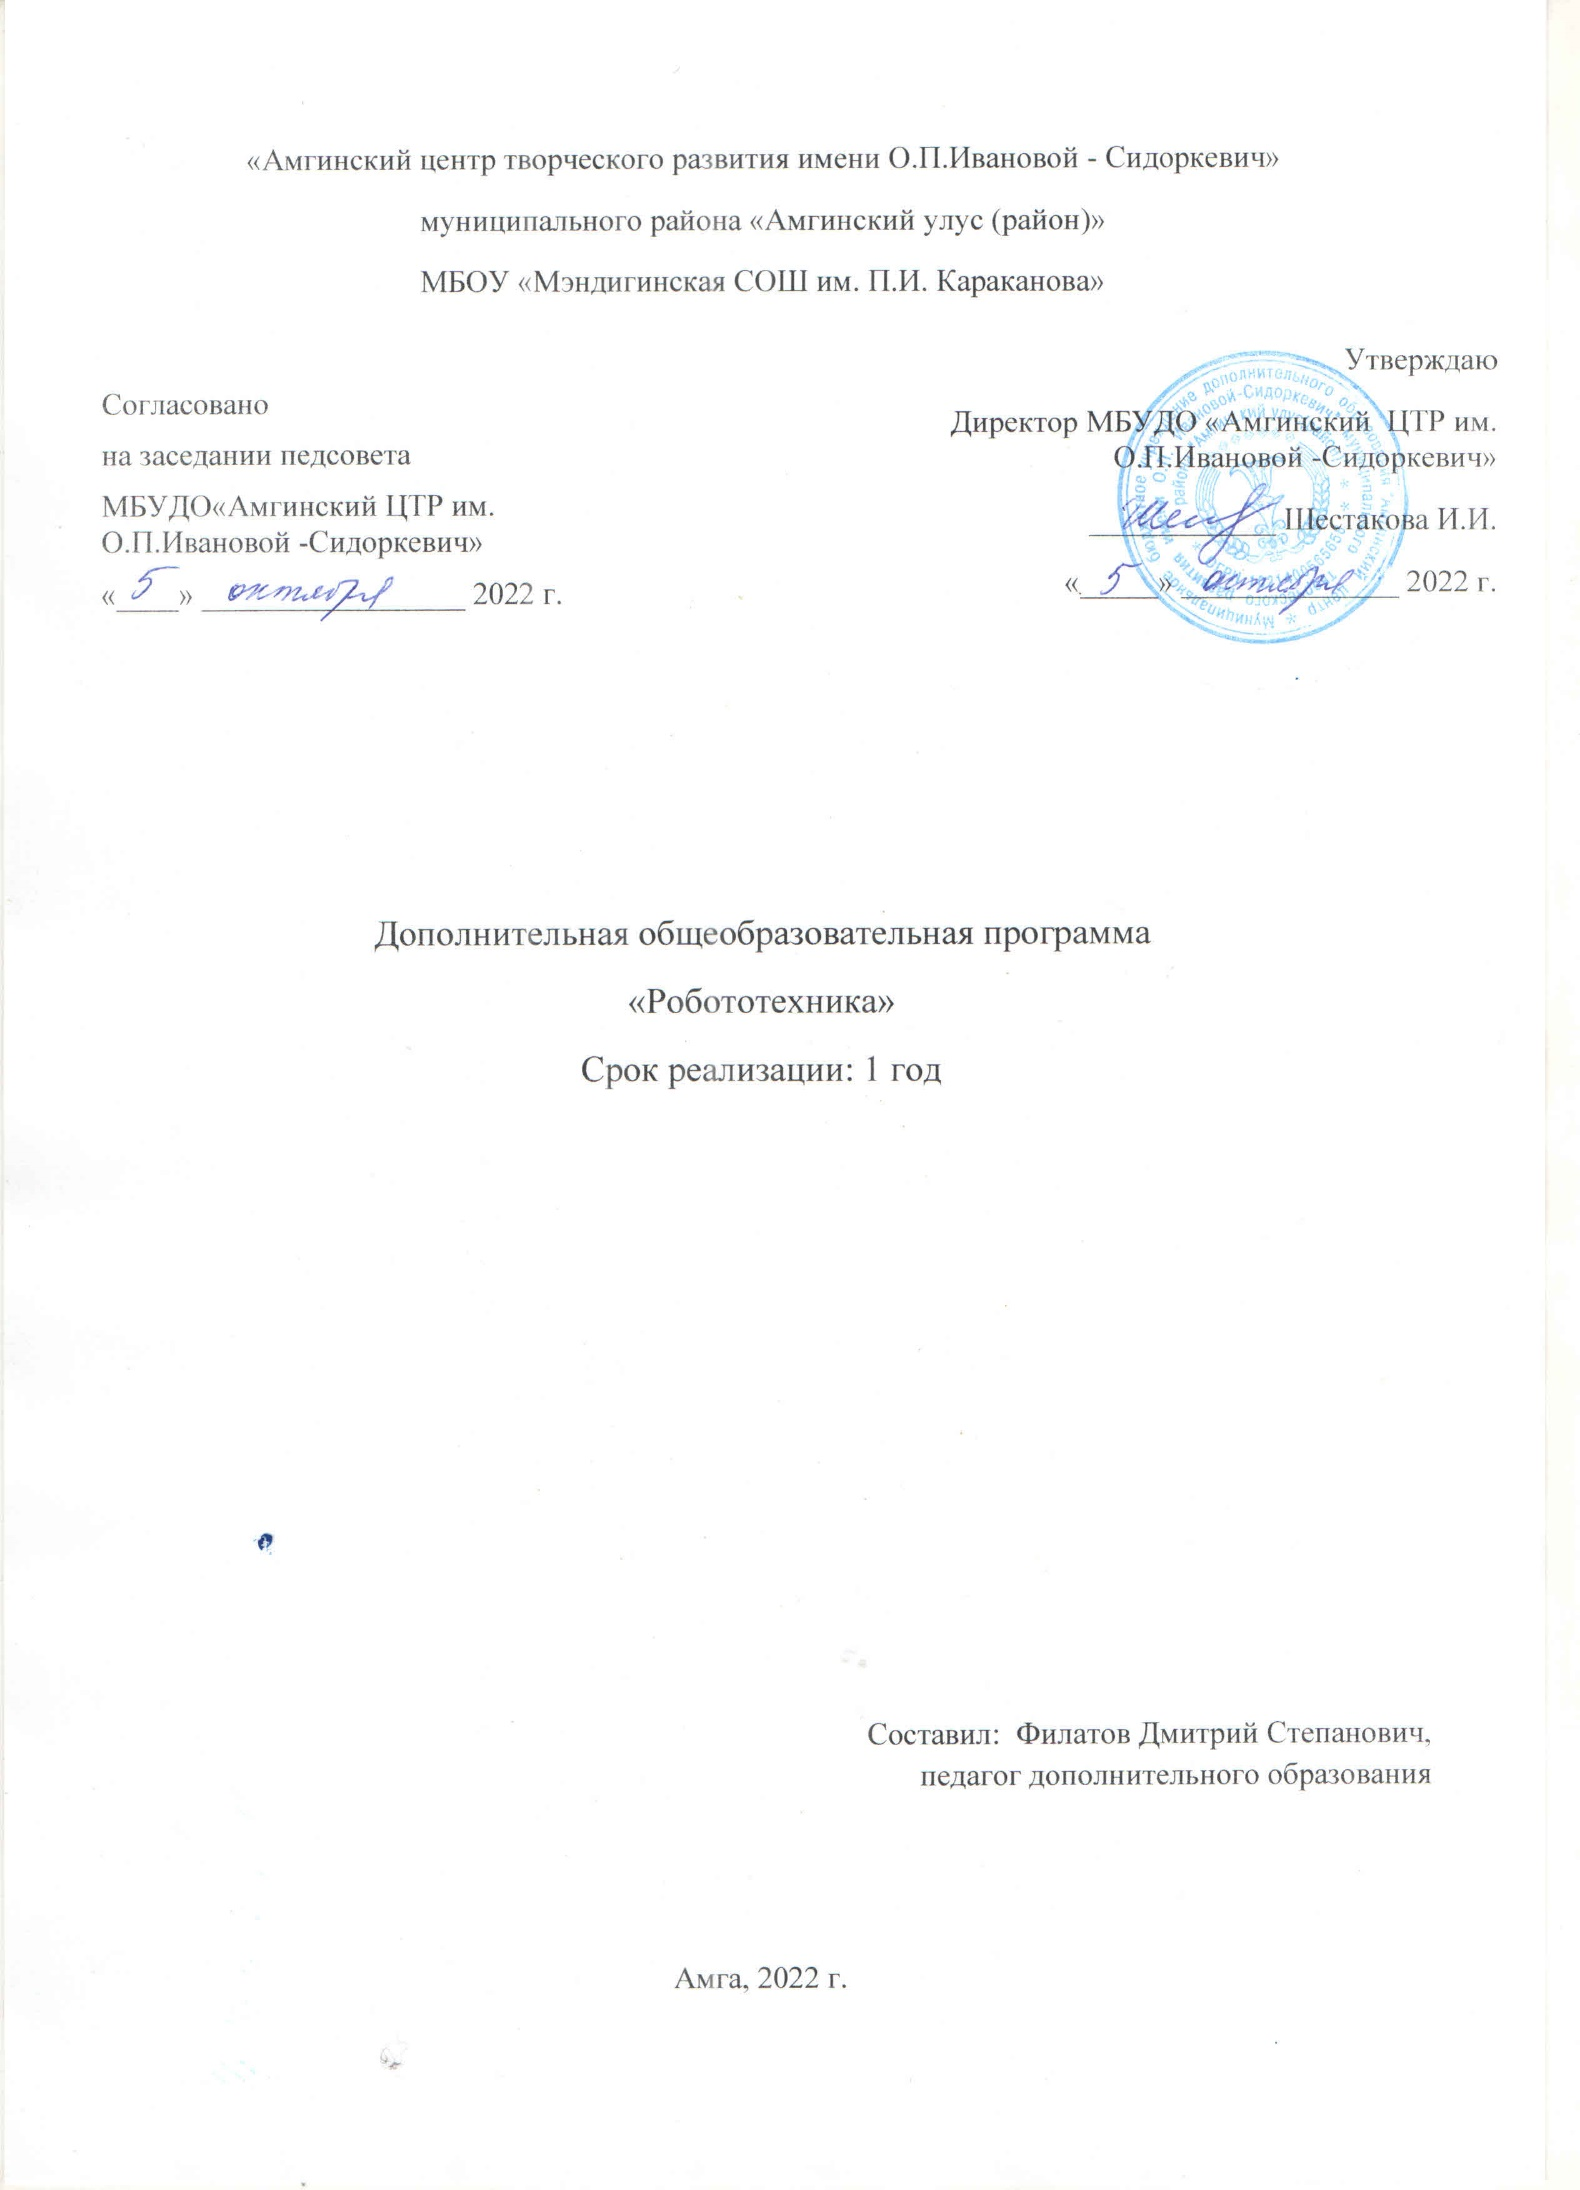 «Амгинский центр творческого развития имени О.П.Ивановой - Сидоркевич»
муниципального района «Амгинский улус (район)»
МБОУ «Мэндигинская СОШ им. П.И. Караканова»
Согласовано
на заседании педсовета
МБУДО«Амгинский ЦТР им.
О.П.Ивановой -Сидоркевич»
«5» октября 2022 г.
Утверждаю
Директор МБУДО «Амгинский ЦТР им.
О.П.Ивановой -Сидоркевич»
Шестакова И.И.
«5» октября 2022 г.
Дополнительная общеобразовательная программа
«Робототехника»
Срок реализации: 1 год
Составил: Филатов Дмитрий Степанович,
педагог дополнительного образования
Амга, 2022 г.